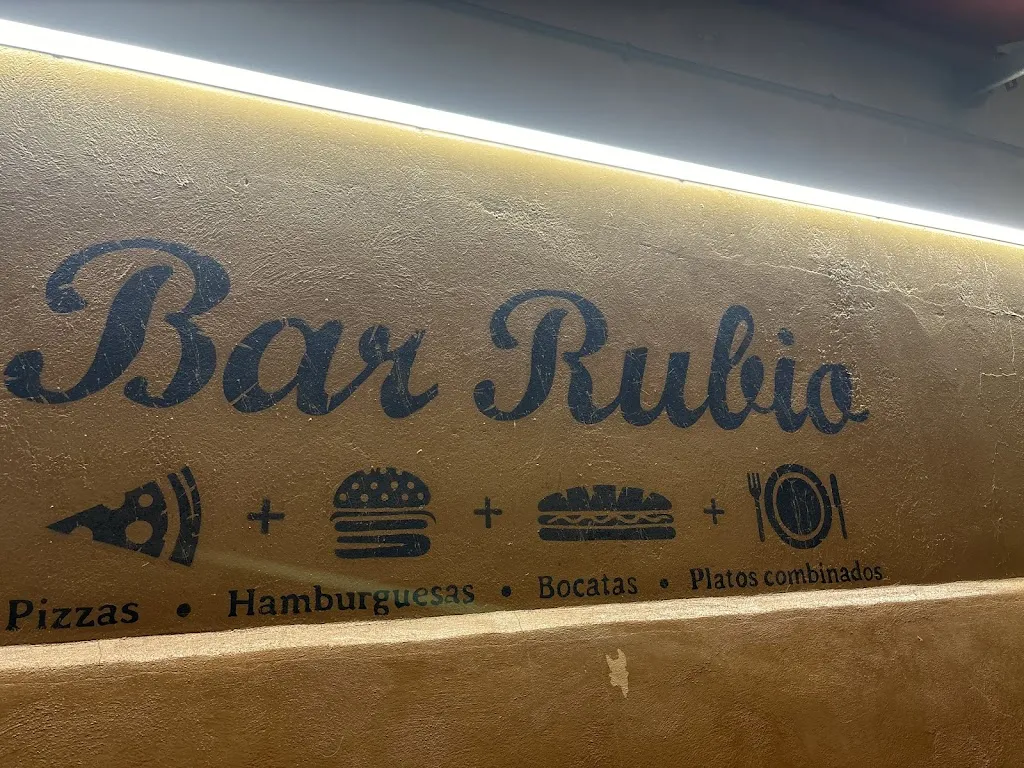 Bar Rubio
+ + +
Pizzas • Hamburguesas • Bocatas • Platos combinados